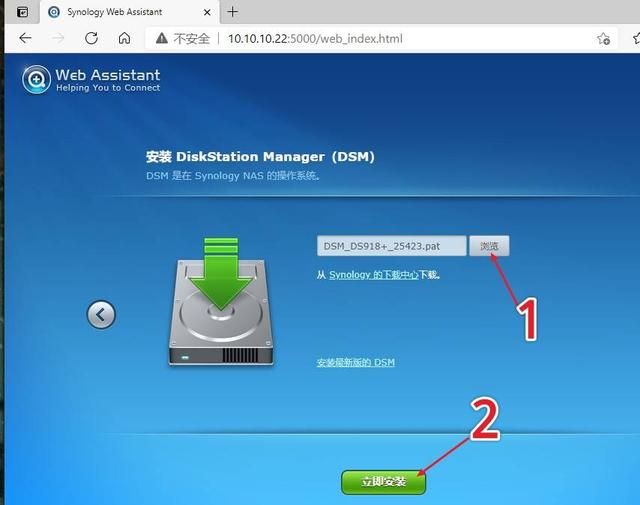 Synology Web Assistant
不安全 10.10.10.22:5000/web_index.html
Web Assistant
Helping You to Connect
安装 DiskStation Manager (DSM)
DSM 是在 Synology NAS 的操作系统。
DSM_DS918+_25423.pat 浏览
从 Synology 的下载中心下载。
1
安装最新版的 DSM
2
立即安装